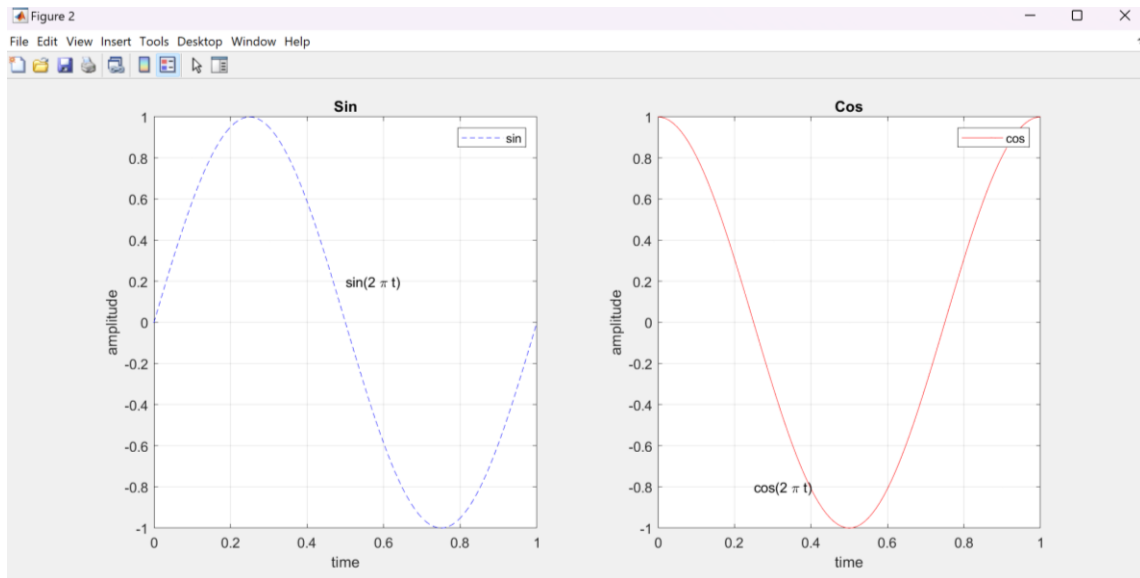 Figure 2
File Edit View Insert Tools Desktop Window Help
Sin
1
0.8
0.6
0.4
0.2
0
-0.2
-0.4
-0.6
-0.8
-1
amplitude
sin
sin(2 π t)
0 0.2 0.4 0.6 0.8 1
time
Cos
1
0.8
0.6
0.4
0.2
0
-0.2
-0.4
-0.6
-0.8
-1
amplitude
cos
cos(2 π t)
0 0.2 0.4 0.6 0.8 1
time